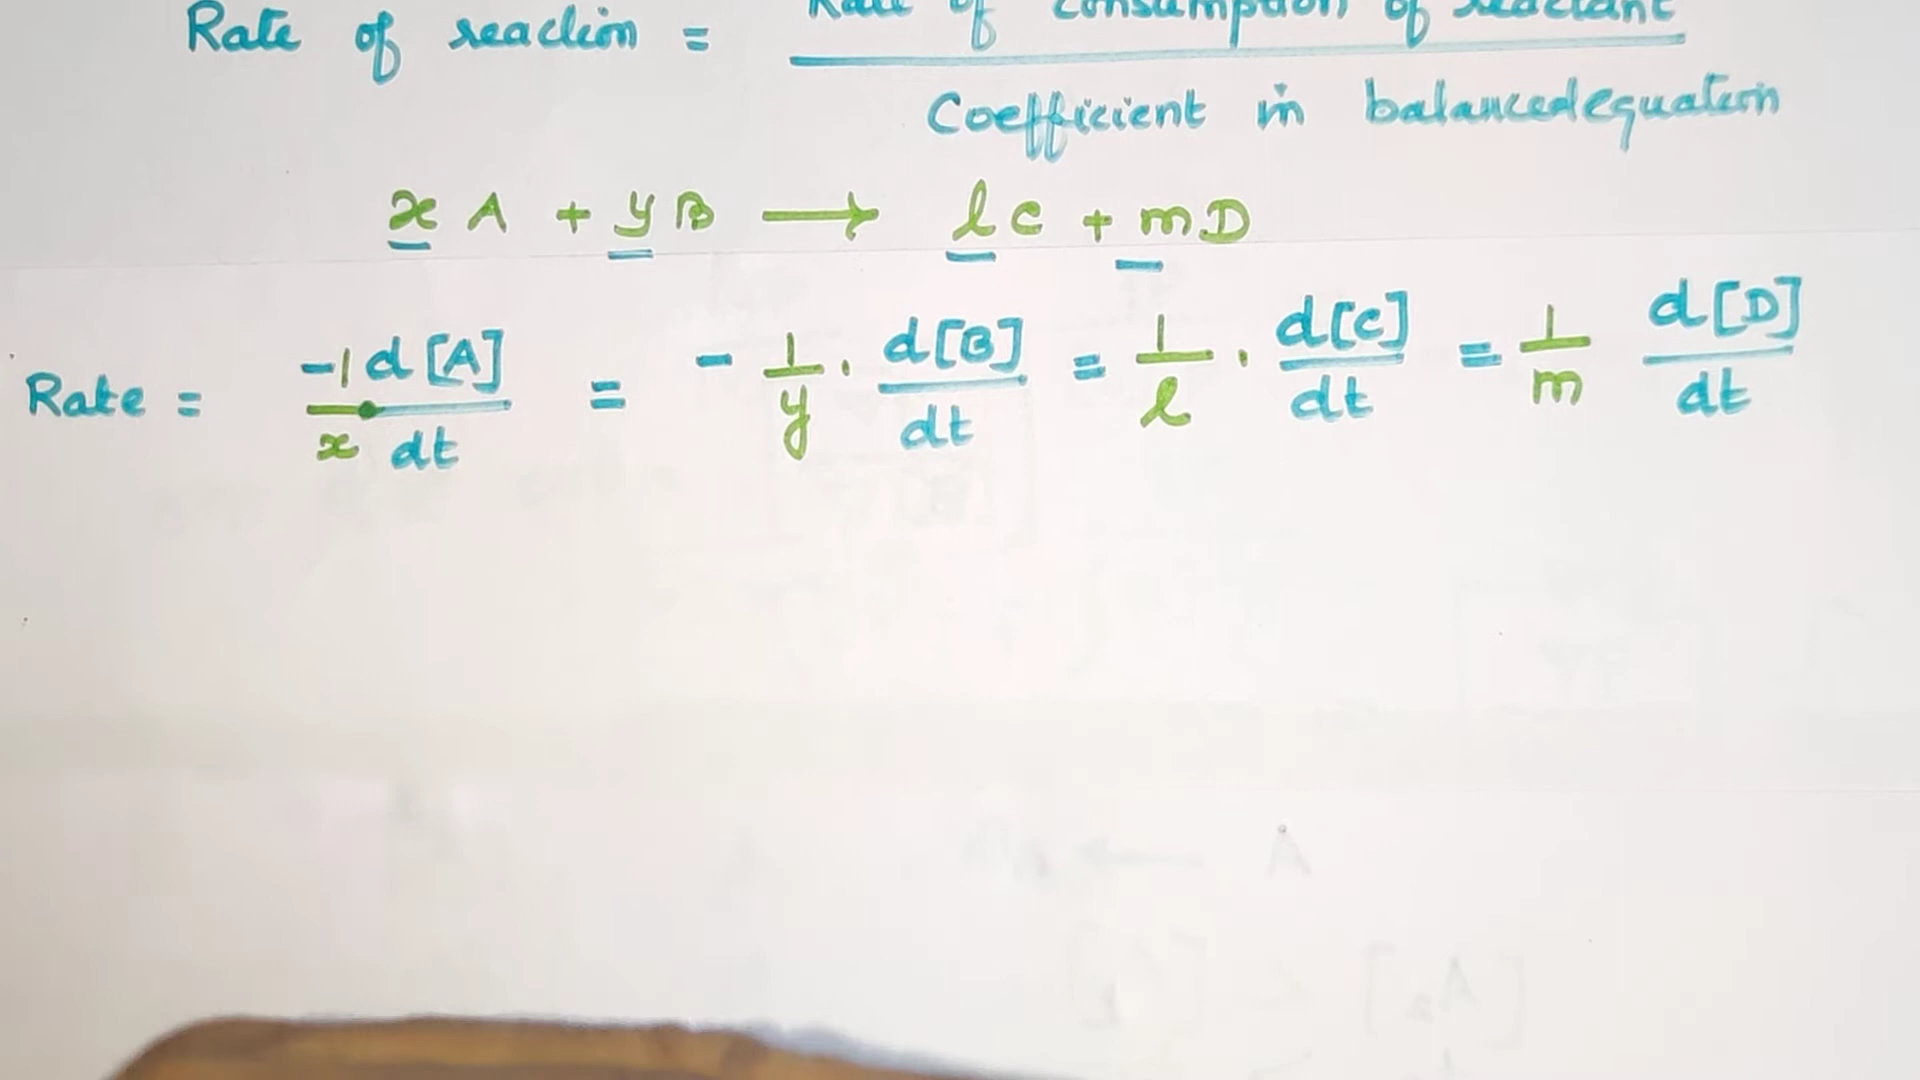 Rate of reaction = Rate of consumption of reactant
Coefficient in balanced equation
x A + y B ⟶ l C + m D
Rate = -1/x d[A]/dt = - 1/y . d[B]/dt = 1/l . d[C]/dt = 1/m d[D]/dt